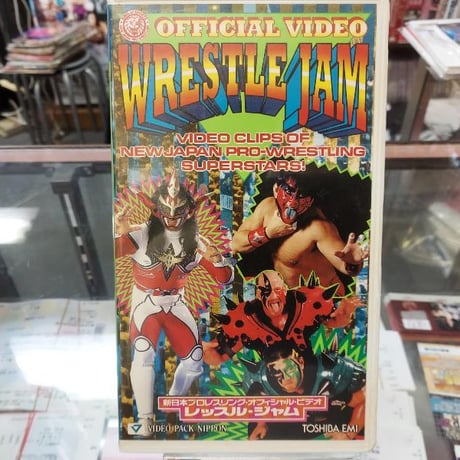 OFFICIAL VIDEO
WRESTLE JAM
VIDEO CLIPS OF
NEW JAPAN PRO-WRESTLING
SUPERSTARS!
新日本プロレスリング・オフィシャル・ビデオ
レッスル・ジャム
VIDEO PACK NIPPON
TOSHIBA EMI